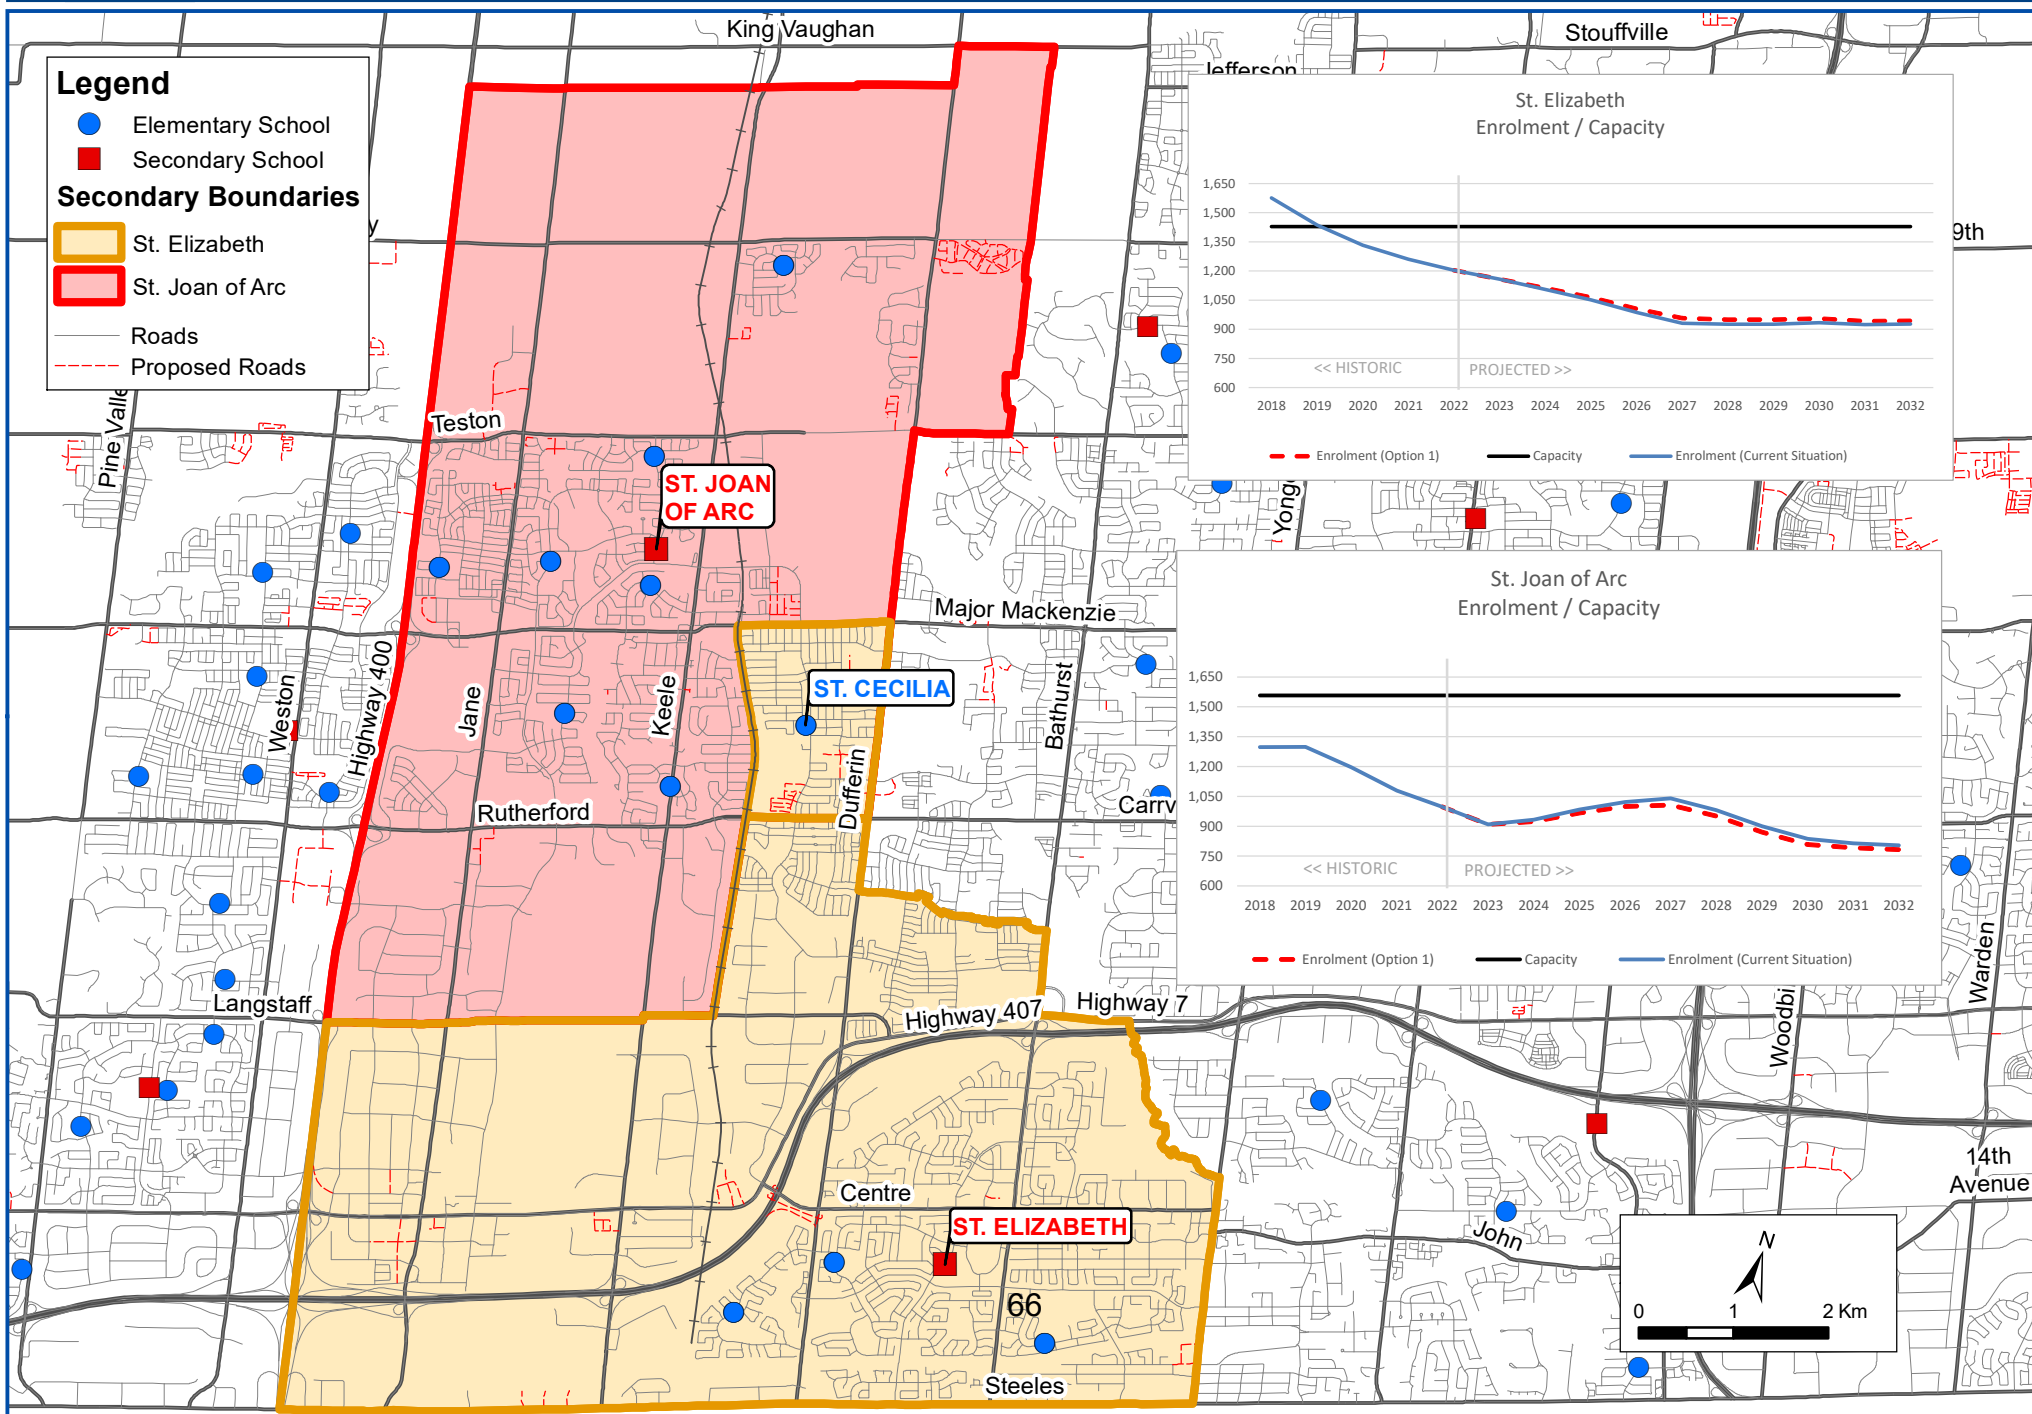 King Vaughan
Stouffville
Jefferson
Legend
Elementary School
Secondary School
Secondary Boundaries
St. Elizabeth
St. Joan of Arc
Roads
Proposed Roads
y
9th
St. Elizabeth
Enrolment / Capacity
1,650
1,500
1,350
1,200
1,050
900
750
600
<< HISTORIC
PROJECTED >>
2018 2019 2020 2021 2022 2023 2024 2025 2026 2027 2028 2029 2030 2031 2032
Enrolment (Option 1) Capacity Enrolment (Current Situation)
Pine Valle
Teston
ST. JOAN
OF ARC
Yong
St. Joan of Arc
Enrolment / Capacity
1,650
1,500
1,350
1,200
1,050
900
750
600
<< HISTORIC
PROJECTED >>
2018 2019 2020 2021 2022 2023 2024 2025 2026 2027 2028 2029 2030 2031 2032
Enrolment (Option 1) Capacity Enrolment (Current Situation)
Major Mackenzie
ST. CECILIA
Weston
Highway 400
Jane
Keele
Dufferin
Bathurst
Rutherford
Carrv
Langstaff
Highway 407
Highway 7
Woodbi
Warden
14th
Avenue
Centre
ST. ELIZABETH
John
66
Steeles
N
0 1 2 Km